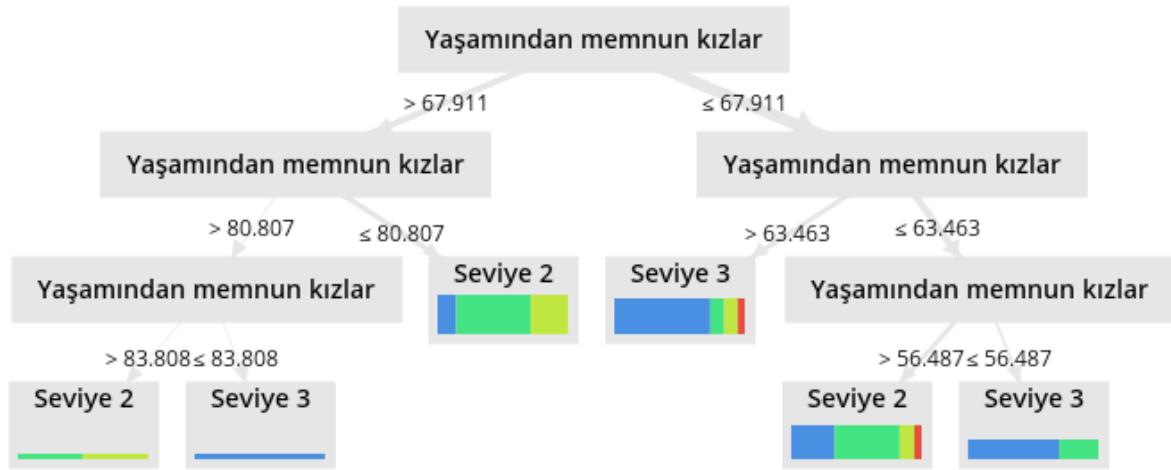 Yaşamından memnun kızlar
> 67.911
≤ 67.911
Yaşamından memnun kızlar
Yaşamından memnun kızlar
> 80.807
≤ 80.807
> 63.463
≤ 63.463
Yaşamından memnun kızlar
Seviye 2
Seviye 3
Yaşamından memnun kızlar
> 83.808
≤ 83.808
> 56.487
≤ 56.487
Seviye 2
Seviye 3
Seviye 2
Seviye 3